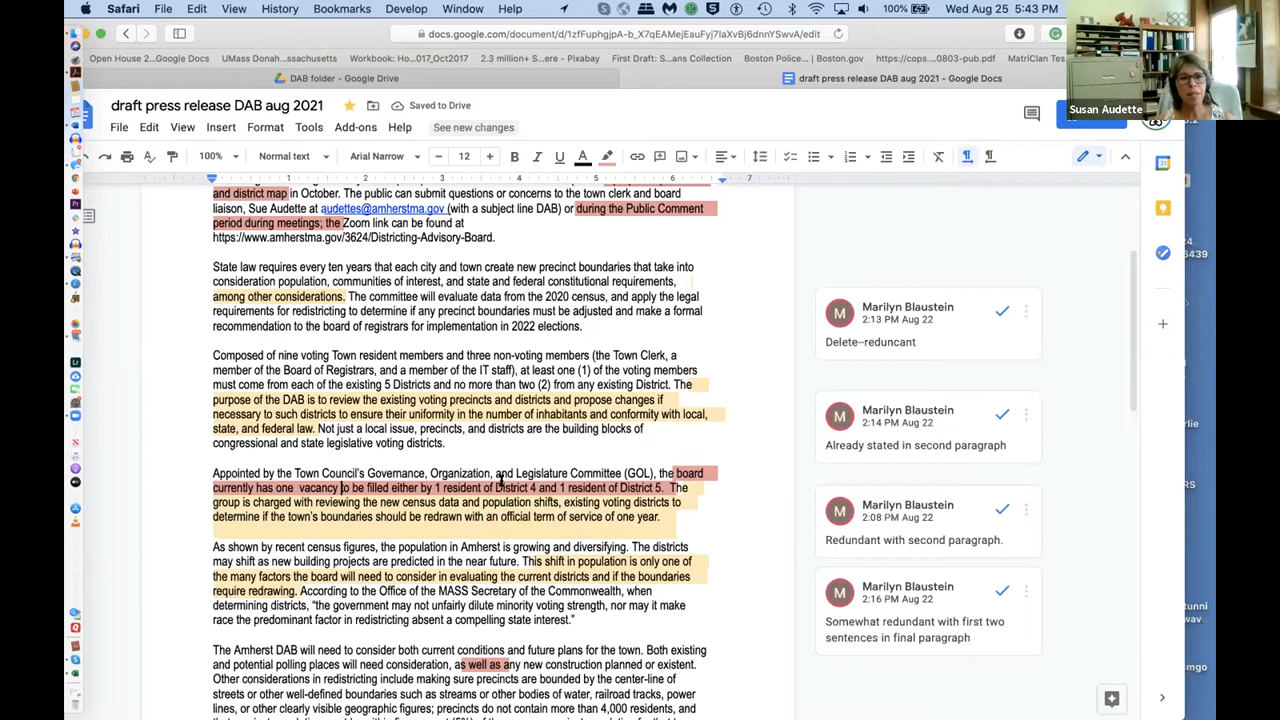 Safari File Edit View History Bookmarks Develop Window Help 100% Wed Aug 25 5:43 PM
docs.google.com/document/d/1zfFuphgjpA-b_X7qEAMejEauFyj7laXvBj6dnnYSwvA/edit
Open 58...2_Google Docs UMass Don...ssachusetts Workbook: Ho...017_Oct2017 2.3 million+ S...en - Pixabay First Draft: S...ans Collection Boston Police... | Boston.gov https://cops....0803-pub.pdf MatriClan Tes
DAB folder - Google Drive draft press release DAB aug 2021 - Google Docs
Susan Audette
draft press release DAB aug 2021 Saved to Drive
File Edit View Insert Format Tools Add-ons Help See new changes
100% Normal text Arial Narrow 12
1 2 3 4 5 6 7
and district map in October. The public can submit questions or concerns to the town clerk and board
liaison, Sue Audette at audettes@amherstma.gov (with a subject line DAB) or during the Public Comment
period during meetings; the Zoom link can be found at
https://www.amherstma.gov/3624/Districting-Advisory-Board.
State law requires every ten years that each city and town create new precinct boundaries that take into
consideration population, communities of interest, and state and federal constitutional requirements,
among other considerations. The committee will evaluate data from the 2020 census, and apply the legal
requirements for redistricting to determine if any precinct boundaries must be adjusted and make a formal
recommendation to the board of registrars for implementation in 2022 elections.
Composed of nine voting Town resident members and three non-voting members (the Town Clerk, a
member of the Board of Registrars, and a member of the IT staff), at least one (1) of the voting members
must come from each of the existing 5 Districts and no more than two (2) from any existing District. The
purpose of the DAB is to review the existing voting precincts and districts and propose changes if
necessary to such districts to ensure their uniformity in the number of inhabitants and conformity with local,
state, and federal law. Not just a local issue, precincts, and districts are the building blocks of
congressional and state legislative voting districts.
Appointed by the Town Council's Governance, Organization, and Legislature Committee (GOL), the board
currently has one vacancy to be filled either by 1 resident of District 4 and 1 resident of District 5. The
group is charged with reviewing the new census data and population shifts, existing voting districts to
determine if the town's boundaries should be redrawn with an official term of service of one year.
As shown by recent census figures, the population in Amherst is growing and diversifying. The districts
may shift as new building projects are predicted in the near future. This shift in population is only one of
the many factors the board will need to consider in evaluating the current districts and if the boundaries
require redrawing. According to the Office of the MASS Secretary of the Commonwealth, when
determining districts, "the government may not unfairly dilute minority voting strength, nor may it make
race the predominant factor in redistricting absent a compelling state interest."
The Amherst DAB will need to consider both current conditions and future plans for the town. Both existing
and potential polling places will need consideration, as well as any new construction planned or existent.
Other considerations in redistricting include making sure precincts are bounded by the center-line of
streets or other well-defined boundaries such as streams or other bodies of water, railroad tracks, power
lines, or other clearly visible geographic figures; precincts do not contain more than 4,000 residents, and
Marilyn Blaustein
2:13 PM Aug 22
Delete--reduncant
Marilyn Blaustein
2:14 PM Aug 22
Already stated in second paragraph
Marilyn Blaustein
2:08 PM Aug 22
Redundant with second paragraph.
Marilyn Blaustein
2:16 PM Aug 22
Somewhat redundant with first two
sentences in final paragraph